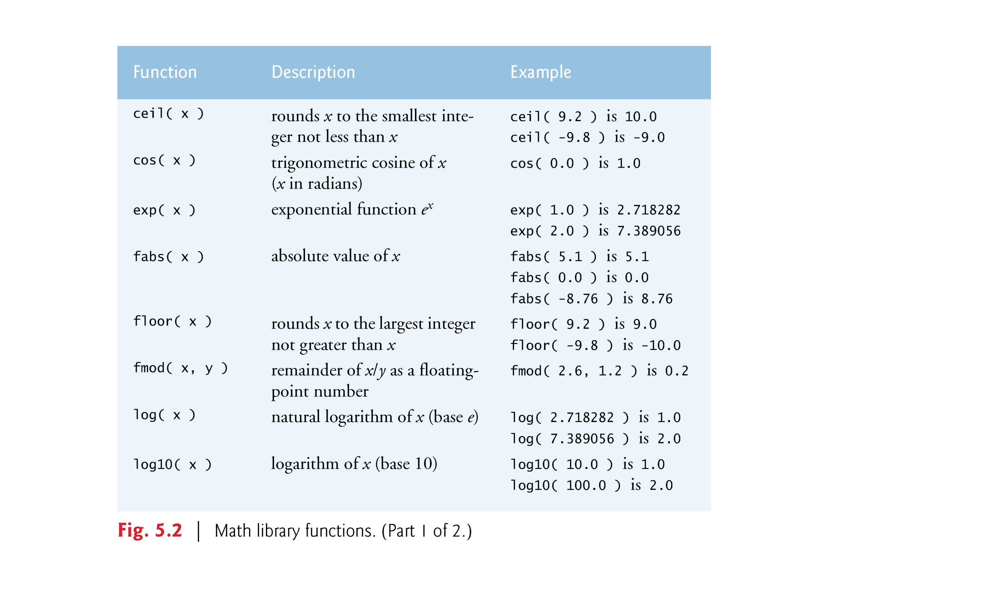 Function Description Example
ceil( x ) rounds x to the smallest inte- ceil( 9.2 ) is 10.0
ger not less than x ceil( -9.8 ) is -9.0
cos( x ) trigonometric cosine of x cos( 0.0 ) is 1.0
(x in radians)
exp( x ) exponential function eˣ exp( 1.0 ) is 2.718282
exp( 2.0 ) is 7.389056
fabs( x ) absolute value of x fabs( 5.1 ) is 5.1
fabs( 0.0 ) is 0.0
fabs( -8.76 ) is 8.76
floor( x ) rounds x to the largest integer floor( 9.2 ) is 9.0
not greater than x floor( -9.8 ) is -10.0
fmod( x, y ) remainder of x/y as a floating- fmod( 2.6, 1.2 ) is 0.2
point number
log( x ) natural logarithm of x (base e) log( 2.718282 ) is 1.0
log( 7.389056 ) is 2.0
log10( x ) logarithm of x (base 10) log10( 10.0 ) is 1.0
log10( 100.0 ) is 2.0
Fig. 5.2 | Math library functions. (Part 1 of 2.)